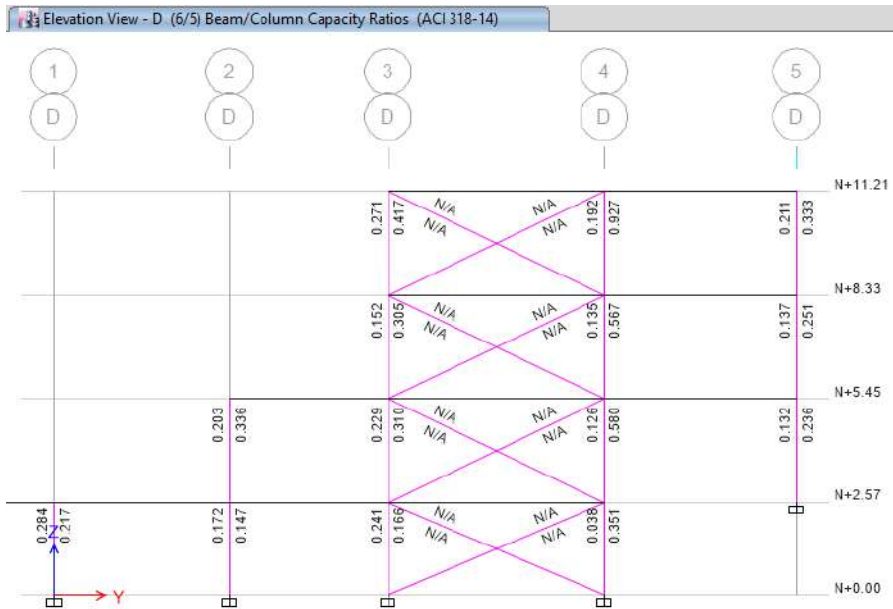 Elevation View - D (6/5) Beam/Column Capacity Ratios (ACI 318-14)
1 2 3 4 5
D D D D D
N+11.21
0.271 0.417 N/A N/A N/A N/A 0.192 0.927 0.211 0.333
N+8.33
0.152 0.305 N/A N/A N/A N/A 0.135 0.567 0.137 0.251
N+5.45
0.203 0.336 0.229 0.310 N/A N/A N/A N/A 0.126 0.580 0.132 0.236
N+2.57
0.284 0.217 0.172 0.147 0.241 0.166 N/A N/A N/A N/A 0.038 0.351
Z
Y
N+0.00